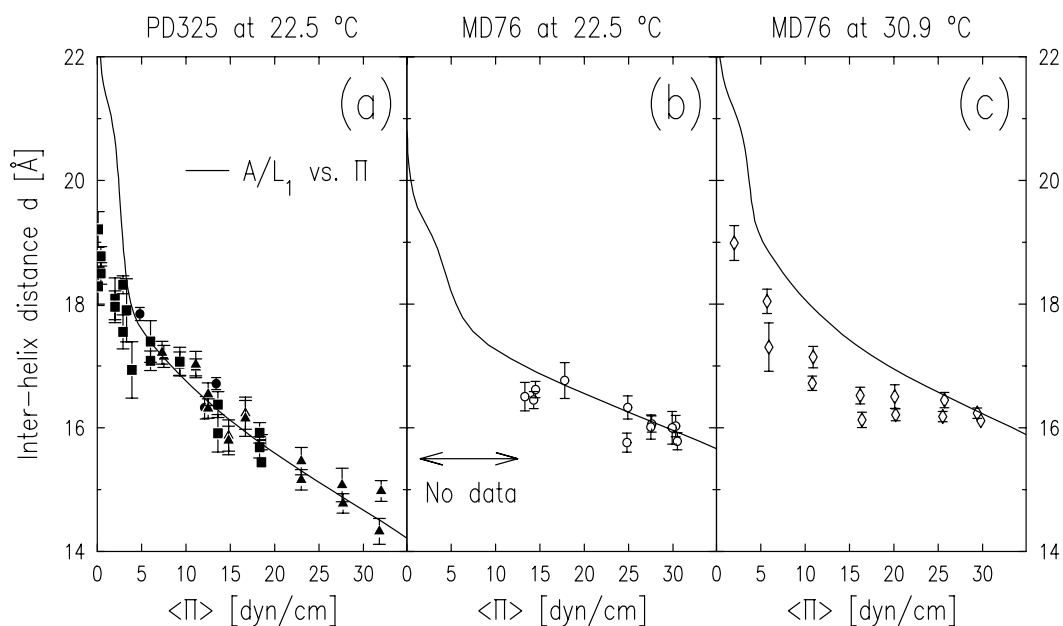 PD325 at 22.5 °C
MD76 at 22.5 °C
MD76 at 30.9 °C
22
20
18
16
14
Inter-helix distance d [Å]
(a)
A/L₁ vs. Π
(b)
No data
(c)
22
20
18
16
14
0 5 10 15 20 25 30
0 5 10 15 20 25 30
0 5 10 15 20 25 30
<Π> [dyn/cm]
<Π> [dyn/cm]
<Π> [dyn/cm]